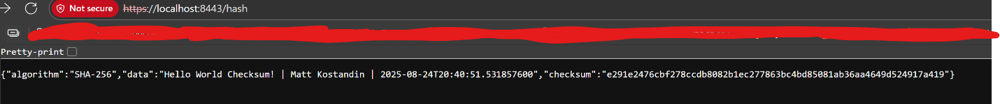 Not secure https://localhost:8443/hash
Pretty-print
{"algorithm":"SHA-256","data":"Hello World Checksum! | Matt Kostandin | 2025-08-24T20:40:51.531857600","checksum":"e291e2476cbf278ccdb8082b1ec277863bc4bd85081ab36aa4649d524917a419"}